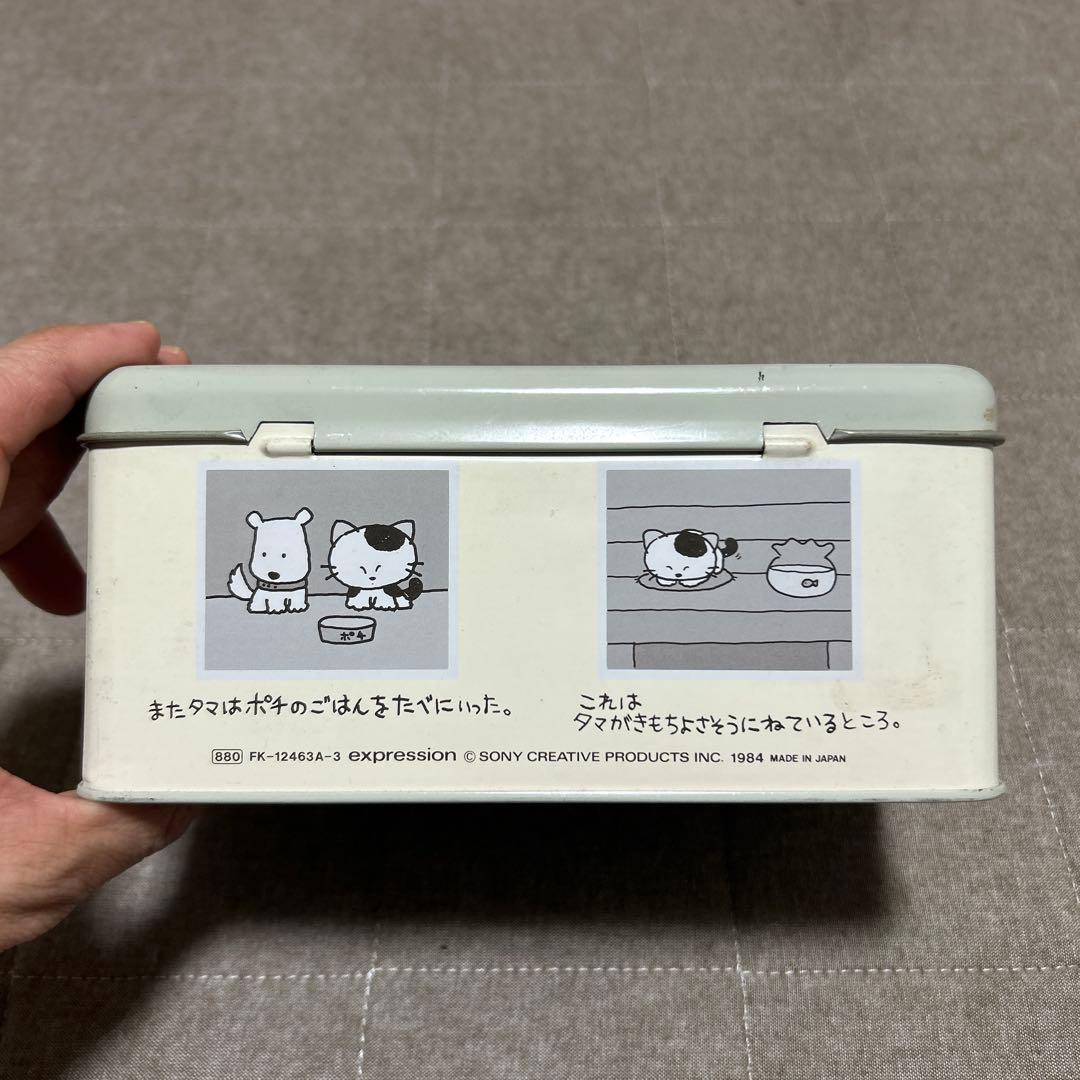 ポチ
またタマはポチのごはんをたべにいった。
これは
タマがきもちよさそうにねているところ。
880 FK-12463A-3 expression © SONY CREATIVE PRODUCTS INC. 1984 MADE IN JAPAN